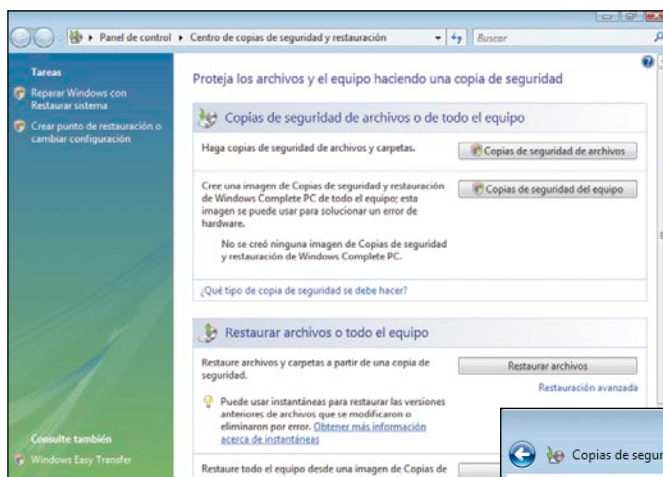 Panel de control ▸ Centro de copias de seguridad y restauración
Buscar
Tareas
Reparar Windows con
Restaurar sistema
Crear punto de restauración o
cambiar configuración
Consulte también
Windows Easy Transfer
Proteja los archivos y el equipo haciendo una copia de seguridad
Copias de seguridad de archivos o de todo el equipo
Haga copias de seguridad de archivos y carpetas.
Copias de seguridad de archivos
Cree una imagen de Copias de seguridad y restauración
de Windows Complete PC de todo el equipo; esta
imagen se puede usar para solucionar un error de
hardware.
Copias de seguridad del equipo
No se creó ninguna imagen de Copias de seguridad
y restauración de Windows Complete PC.
¿Qué tipo de copia de seguridad se debe hacer?
Restaurar archivos o todo el equipo
Restaure archivos y carpetas a partir de una copia de
seguridad.
Restaurar archivos
Restauración avanzada
Puede usar instantáneas para restaurar las versiones
anteriores de archivos que se modificaron o
eliminaron por error. Obtener más información
acerca de instantáneas
Restaure todo el equipo desde una imagen de Copias de
Copias de segur